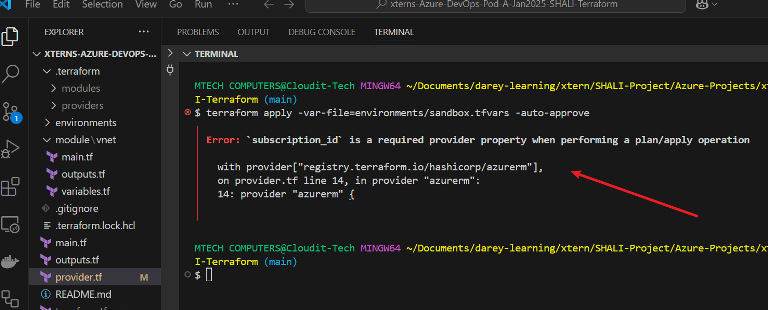 File Edit Selection View Go Run ···
xterns-Azure-DevOps-Pod-A-Jan2025-SHALI-Terraform
EXPLORER ···
XTERNS-AZURE-DEVOPS-...
.terraform
modules
providers
environments
module \ vnet
main.tf
outputs.tf
variables.tf
.gitignore
.terraform.lock.hcl
main.tf
outputs.tf
provider.tf M
README.md
1
PROBLEMS OUTPUT DEBUG CONSOLE TERMINAL
TERMINAL
MTECH COMPUTERS@Cloudit-Tech MINGW64 ~/Documents/darey-learning/xtern/SHALI-Project/Azure-Projects/x
I-Terraform (main)
$ terraform apply -var-file=environments/sandbox.tfvars -auto-approve
Error: `subscription_id` is a required provider property when performing a plan/apply operation
with provider["registry.terraform.io/hashicorp/azurerm"],
on provider.tf line 14, in provider "azurerm":
14: provider "azurerm" {
MTECH COMPUTERS@Cloudit-Tech MINGW64 ~/Documents/darey-learning/xtern/SHALI-Project/Azure-Projects/x
I-Terraform (main)
$